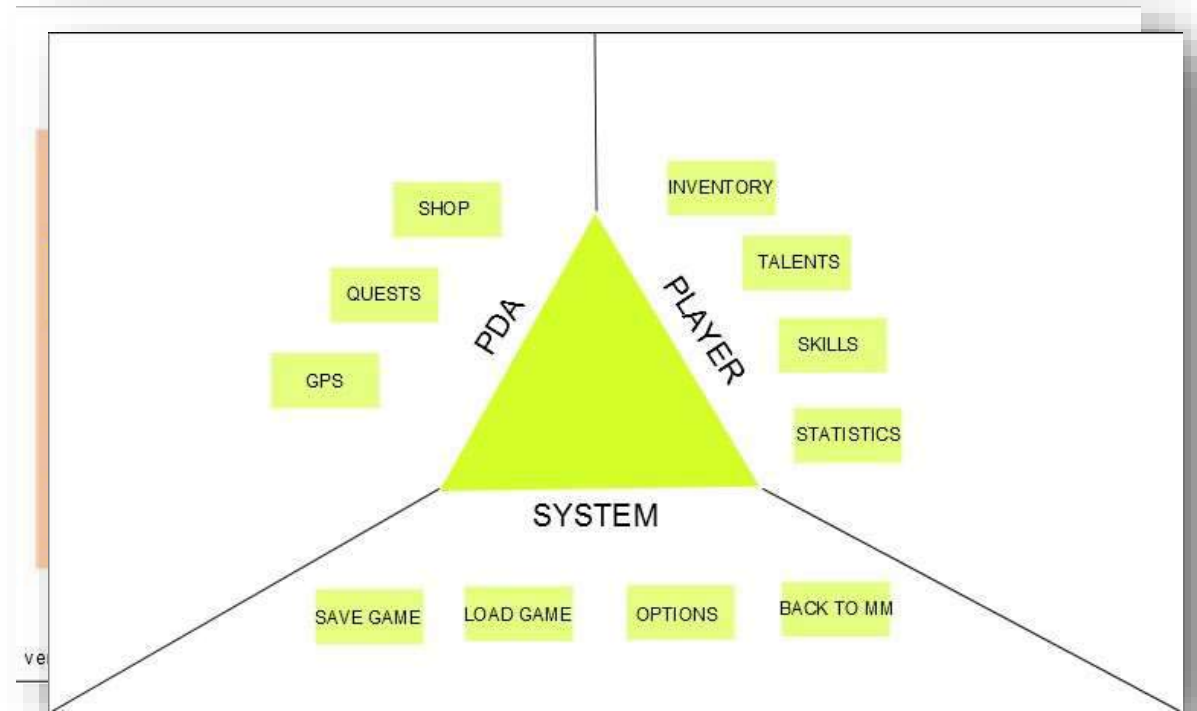 SHOP
QUESTS
GPS
PDA
INVENTORY
TALENTS
SKILLS
STATISTICS
PLAYER
SYSTEM
SAVE GAME
LOAD GAME
OPTIONS
BACK TO MM